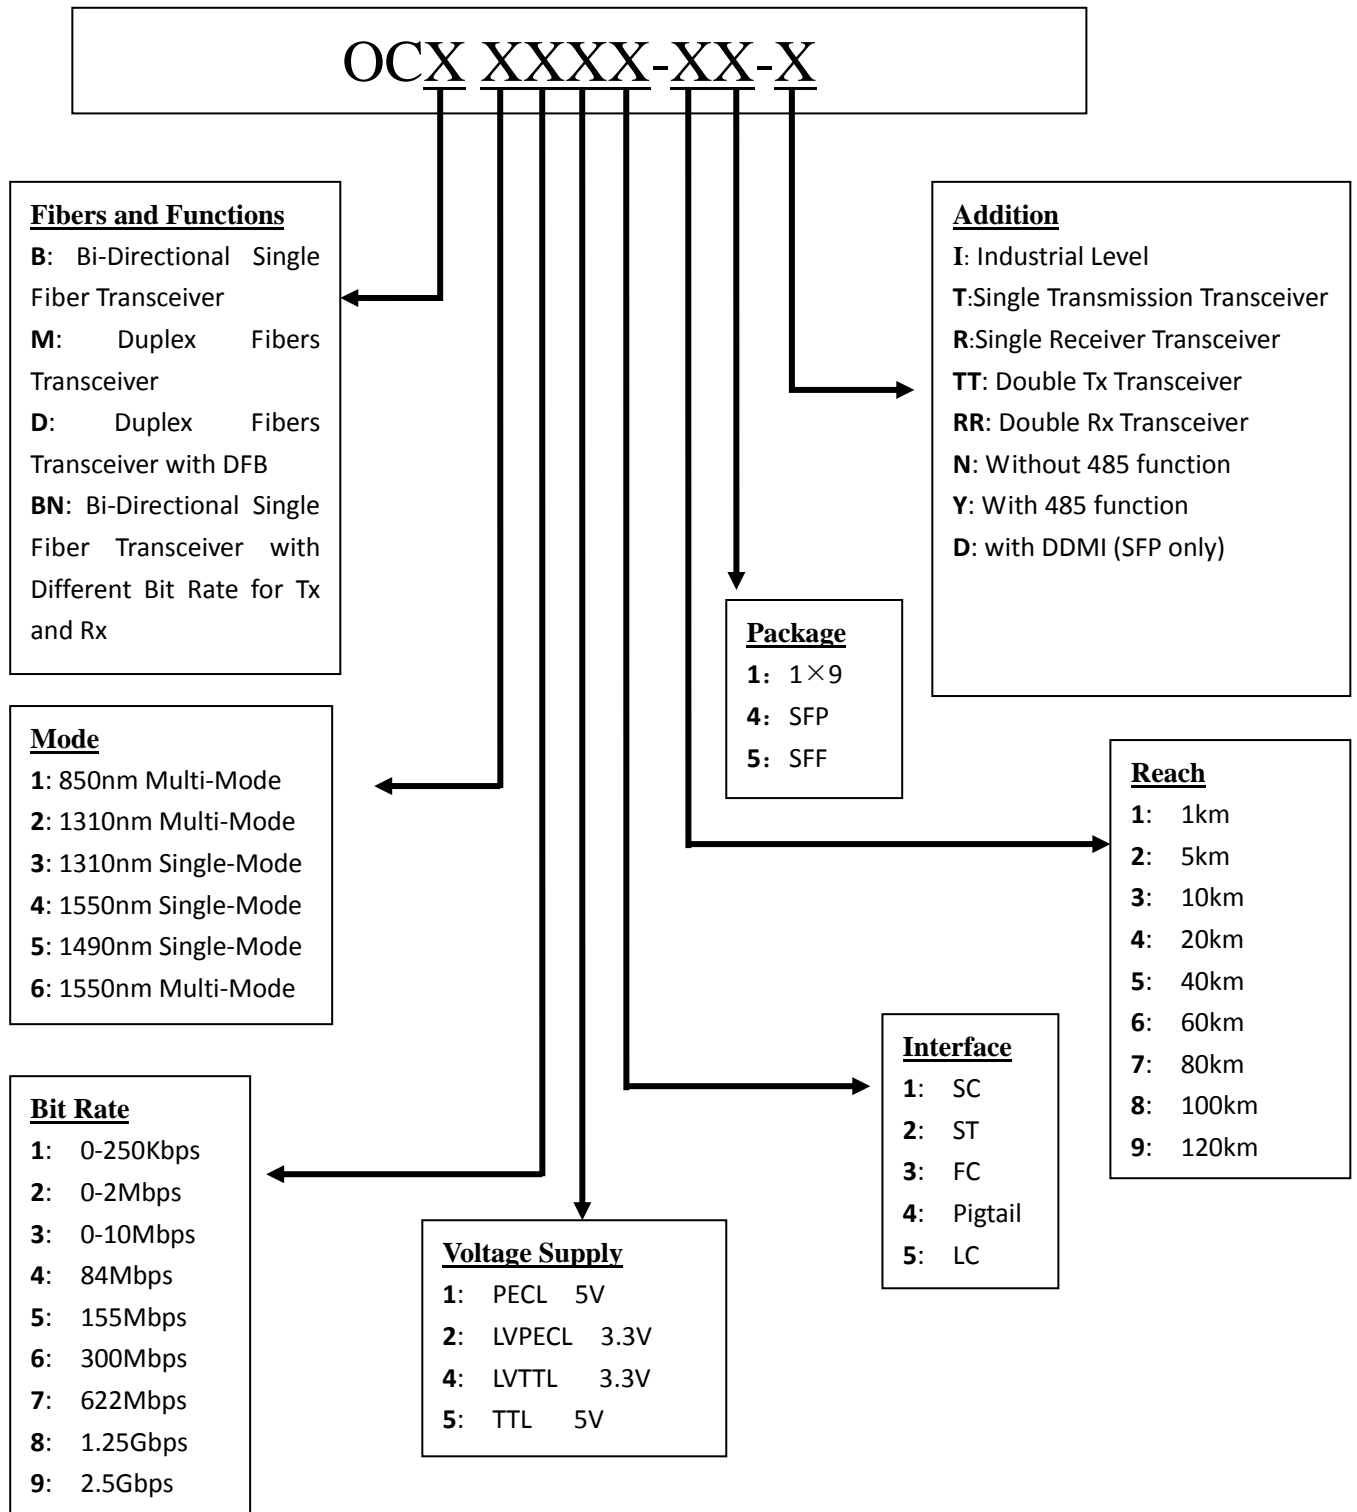 OCX XXXX-XX-X
Fibers and Functions
B: Bi-Directional Single
Fiber Transceiver
M: Duplex Fibers
Transceiver
D: Duplex Fibers
Transceiver with DFB
BN: Bi-Directional Single
Fiber Transceiver with
Different Bit Rate for Tx
and Rx
Addition
I: Industrial Level
T:Single Transmission Transceiver
R:Single Receiver Transceiver
TT: Double Tx Transceiver
RR: Double Rx Transceiver
N: Without 485 function
Y: With 485 function
D: with DDMI (SFP only)
Package
1: 1×9
4: SFP
5: SFF
Mode
1: 850nm Multi-Mode
2: 1310nm Multi-Mode
3: 1310nm Single-Mode
4: 1550nm Single-Mode
5: 1490nm Single-Mode
6: 1550nm Multi-Mode
Reach
1: 1km
2: 5km
3: 10km
4: 20km
5: 40km
6: 60km
7: 80km
8: 100km
9: 120km
Interface
1: SC
2: ST
3: FC
4: Pigtail
5: LC
Bit Rate
1: 0-250Kbps
2: 0-2Mbps
3: 0-10Mbps
4: 84Mbps
5: 155Mbps
6: 300Mbps
7: 622Mbps
8: 1.25Gbps
9: 2.5Gbps
Voltage Supply
1: PECL 5V
2: LVPECL 3.3V
4: LVTTL 3.3V
5: TTL 5V